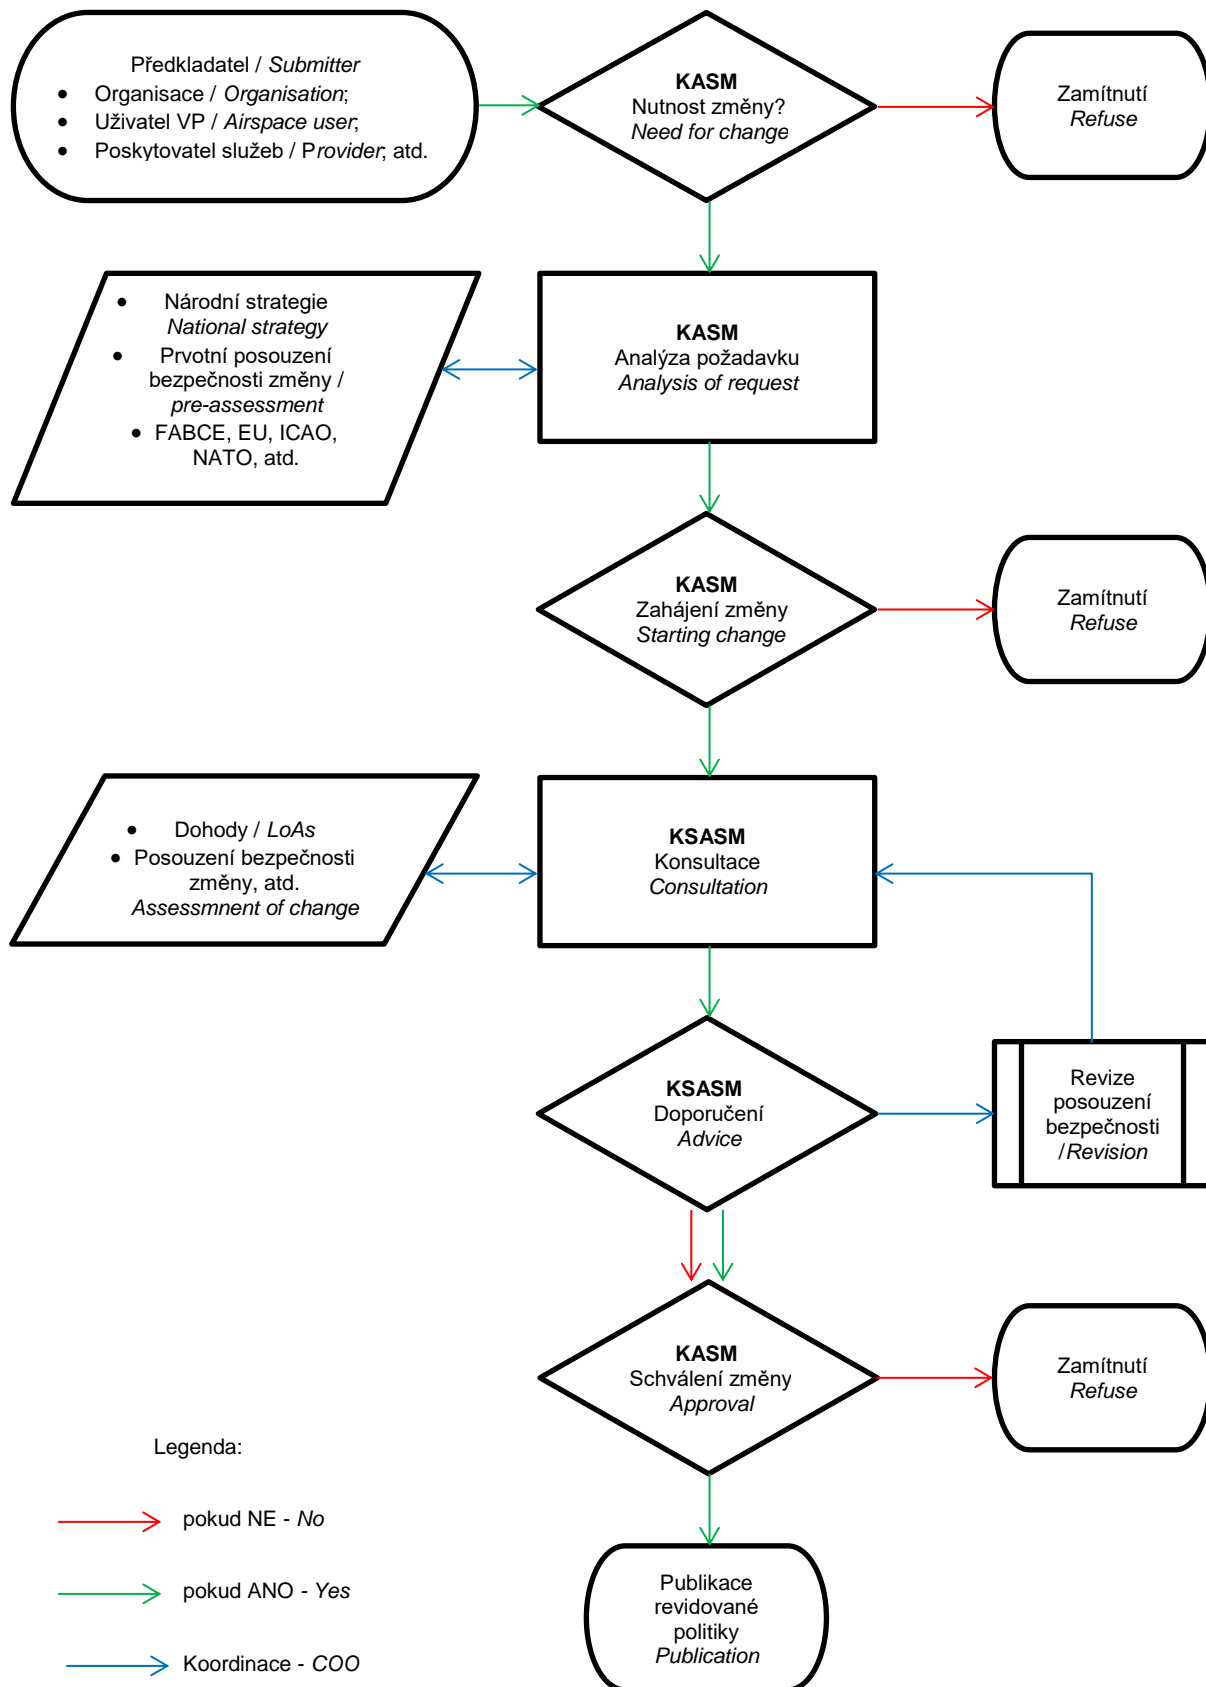 Předkladatel / Submitter
• Organisace / Organisation;
• Uživatel VP / Airspace user;
• Poskytovatel služeb / Provider; atd.
KASM
Nutnost změny?
Need for change
Zamítnutí
Refuse
• Národní strategie
National strategy
• Prvotní posouzení
bezpečnosti změny /
pre-assessment
• FABCE, EU, ICAO,
NATO, atd.
KASM
Analýza požadavku
Analysis of request
KASM
Zahájení změny
Starting change
Zamítnutí
Refuse
• Dohody / LoAs
• Posouzení bezpečnosti
změny, atd.
Assessmnent of change
KSASM
Konsultace
Consultation
KSASM
Doporučení
Advice
Revize
posouzení
bezpečnosti
/Revision
KASM
Schválení změny
Approval
Zamítnutí
Refuse
Legenda:
pokud NE - No
pokud ANO - Yes
Koordinace - COO
Publikace
revidované
politiky
Publication